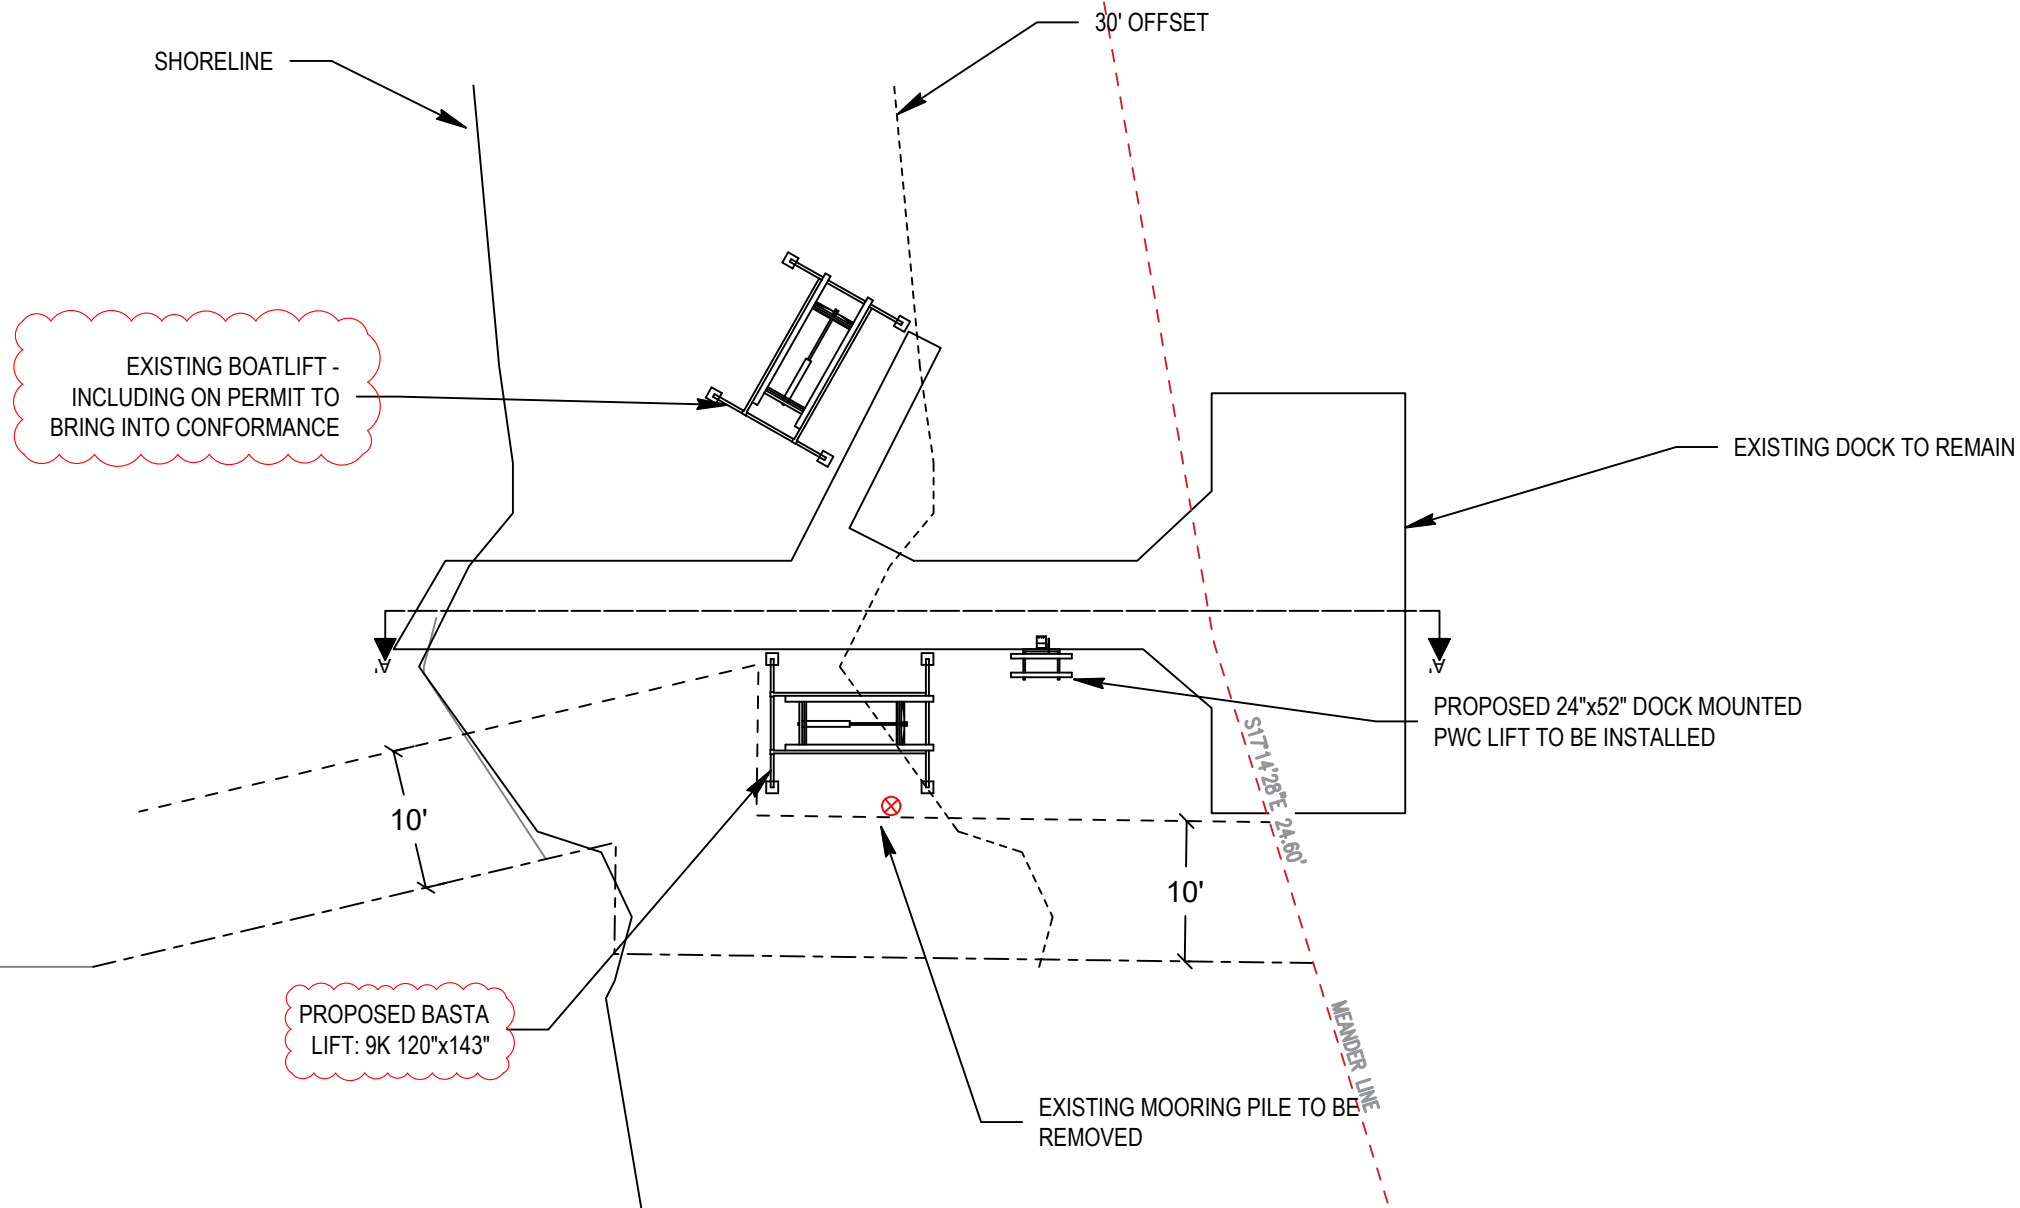 30' OFFSET
SHORELINE
EXISTING BOATLIFT -
INCLUDING ON PERMIT TO
BRING INTO CONFORMANCE
EXISTING DOCK TO REMAIN
A'
A'
PROPOSED 24"x52" DOCK MOUNTED
PWC LIFT TO BE INSTALLED
S17°14'28"E 24.60'
10'
10'
PROPOSED BASTA
LIFT: 9K 120"x143"
MEANDER LINE
EXISTING MOORING PILE TO BE
REMOVED